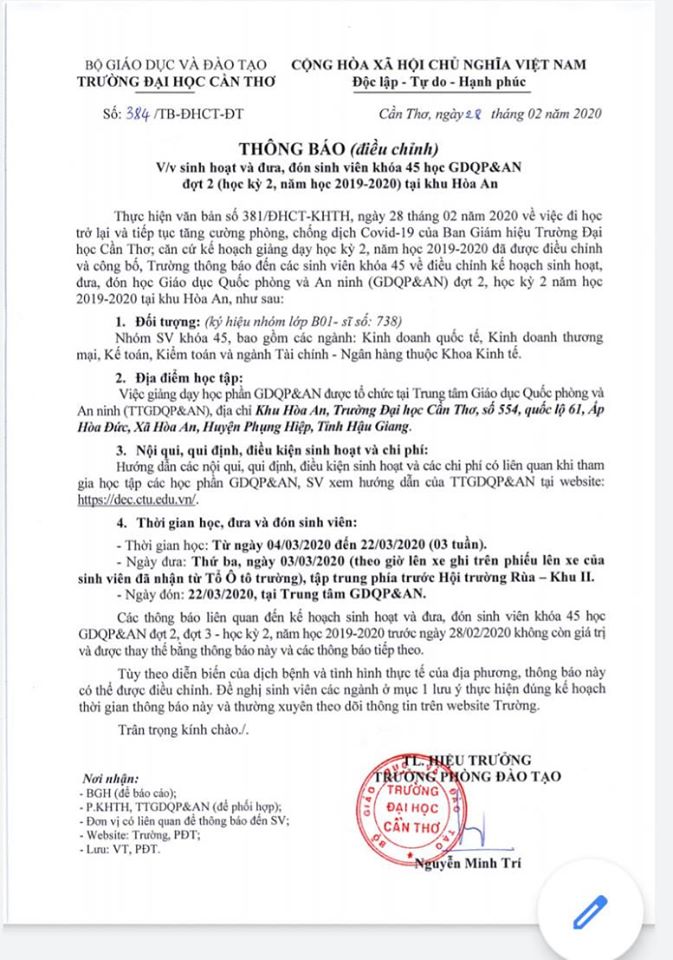 BỘ GIÁO DỤC VÀ ĐÀO TẠO
TRƯỜNG ĐẠI HỌC CẦN THƠ
CỘNG HÒA XÃ HỘI CHỦ NGHĨA VIỆT NAM
Độc lập - Tự do - Hạnh phúc
Số: 384/TB-ĐHCT-ĐT
Cần Thơ, ngày 28 tháng 02 năm 2020
THÔNG BÁO (điều chỉnh)
V/v sinh hoạt và đưa, đón sinh viên khóa 45 học GDQP&AN
đợt 2 (học kỳ 2, năm học 2019-2020) tại khu Hòa An
Thực hiện văn bản số 381/ĐHCT-KHTH, ngày 28 tháng 02 năm 2020 về việc đi học
trở lại và tiếp tục tăng cường phòng, chống dịch Covid-19 của Ban Giám hiệu Trường Đại
học Cần Thơ; căn cứ kế hoạch giảng dạy học kỳ 2, năm học 2019-2020 đã được điều chỉnh
và công bố, Trường thông báo đến các sinh viên khóa 45 về điều chỉnh kế hoạch sinh hoạt,
đưa, đón học Giáo dục Quốc phòng và An ninh (GDQP&AN) đợt 2, học kỳ 2 năm học
2019-2020 tại khu Hòa An, như sau:
1. Đối tượng: (ký hiệu nhóm lớp B01- sĩ số: 738)
Nhóm SV khóa 45, bao gồm các ngành: Kinh doanh quốc tế, Kinh doanh thương
mại, Kế toán, Kiểm toán và ngành Tài chính - Ngân hàng thuộc Khoa Kinh tế.
2. Địa điểm học tập:
Việc giảng dạy học phần GDQP&AN được tổ chức tại Trung tâm Giáo dục Quốc phòng và
An ninh (TTGDQP&AN), địa chỉ Khu Hòa An, Trường Đại học Cần Thơ, số 554, quốc lộ 61, Ấp
Hòa Đức, Xã Hòa An, Huyện Phụng Hiệp, Tỉnh Hậu Giang.
3. Nội qui, qui định, điều kiện sinh hoạt và chi phí:
Hướng dẫn các nội qui, qui định, điều kiện sinh hoạt và các chi phí có liên quan khi tham
gia học tập các học phần GDQP&AN, SV xem hướng dẫn của TTGDQP&AN tại website:
https://dec.ctu.edu.vn/.
4. Thời gian học, đưa và đón sinh viên:
- Thời gian học: Từ ngày 04/03/2020 đến 22/03/2020 (03 tuần).
- Ngày đưa: Thứ ba, ngày 03/03/2020 (theo giờ lên xe ghi trên phiếu lên xe của
sinh viên đã nhận từ Tổ Ô tô trường), tập trung phía trước Hội trường Rùa – Khu II.
- Ngày đón: 22/03/2020, tại Trung tâm GDQP&AN.
Các thông báo liên quan đến kế hoạch sinh hoạt và đưa, đón sinh viên khóa 45 học
GDQP&AN đợt 2, đợt 3 - học kỳ 2, năm học 2019-2020 trước ngày 28/02/2020 không còn giá trị
và được thay thế bằng thông báo này và các thông báo tiếp theo.
Tùy theo diễn biến của dịch bệnh và tình hình thực tế của địa phương, thông báo này
có thể được điều chỉnh. Đề nghị sinh viên các ngành ở mục 1 lưu ý thực hiện đúng kế hoạch
thời gian thông báo này và thường xuyên theo dõi thông tin trên website Trường.
Trân trọng kính chào./.
TL. HIỆU TRƯỞNG
TRƯỞNG PHÒNG ĐÀO TẠO
BỘ GIÁO DỤC VÀ ĐÀO TẠO
TRƯỜNG
ĐẠI HỌC
CẦN THƠ
Nguyễn Minh Trí
Nơi nhận:
- BGH (để báo cáo);
- P.KHTH, TTGDQP&AN (để phối hợp);
- Đơn vị có liên quan để thông báo đến SV;
- Website: Trường, PĐT;
- Lưu: VT, PĐT.